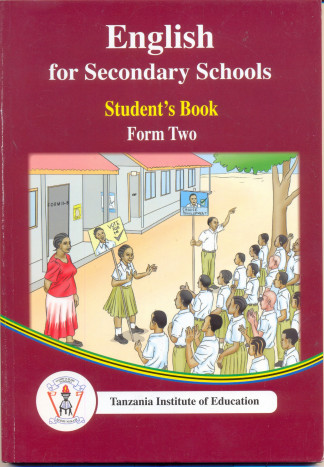 English
for Secondary Schools
Student's Book
Form Two
Tanzania Institute of Education